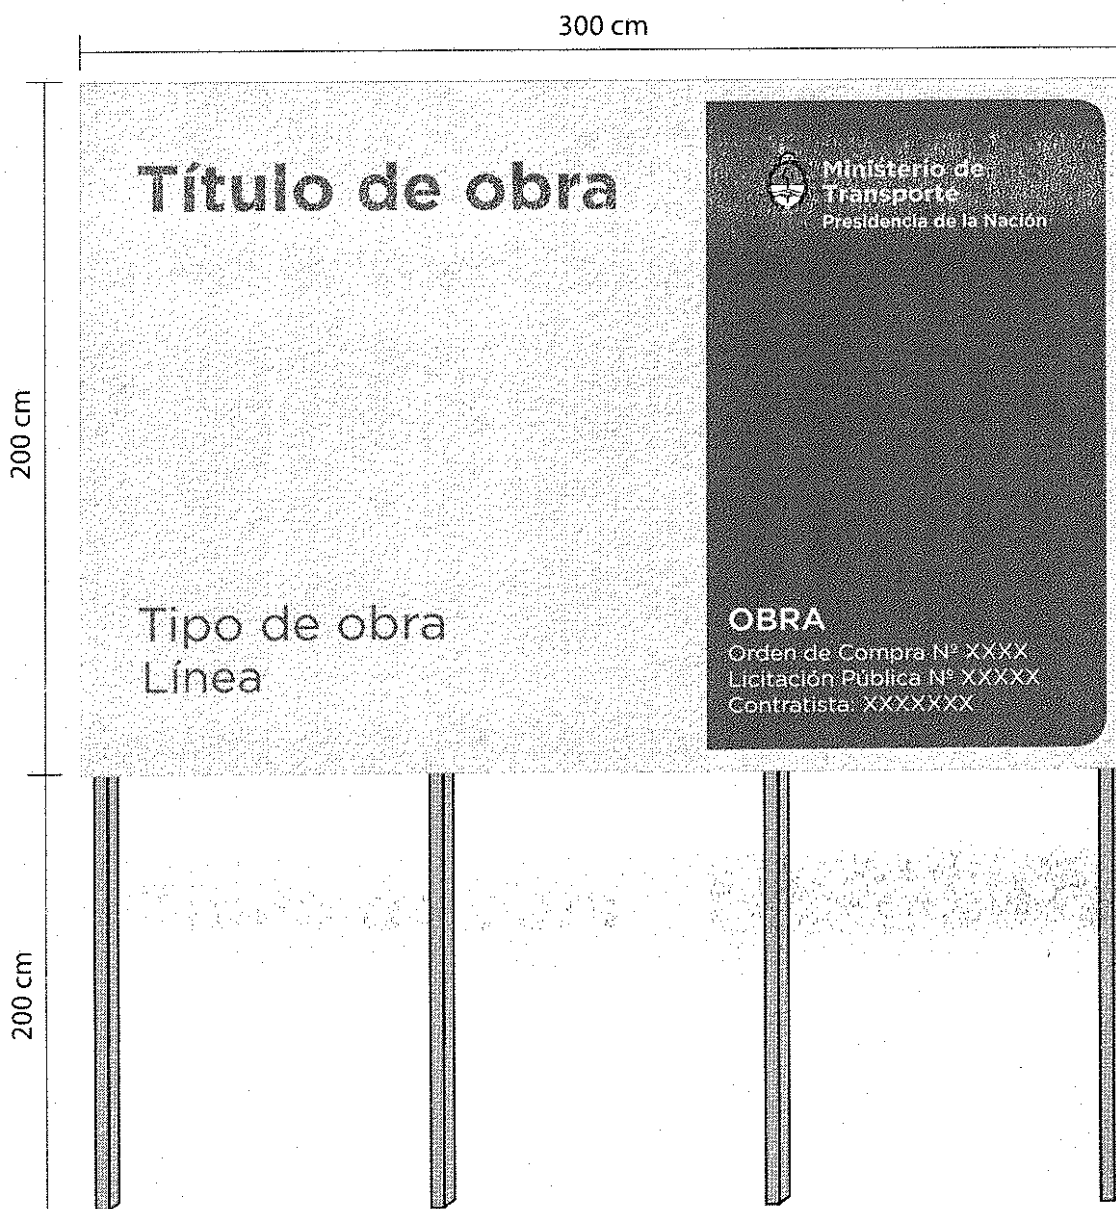 300 cm
Título de obra
Ministerio de
Transporte
Presidencia de la Nación
200 cm
Tipo de obra
Línea
OBRA
Orden de Compra Nº XXXX
Licitación Pública Nº XXXXX
Contratista: XXXXXXX
200 cm